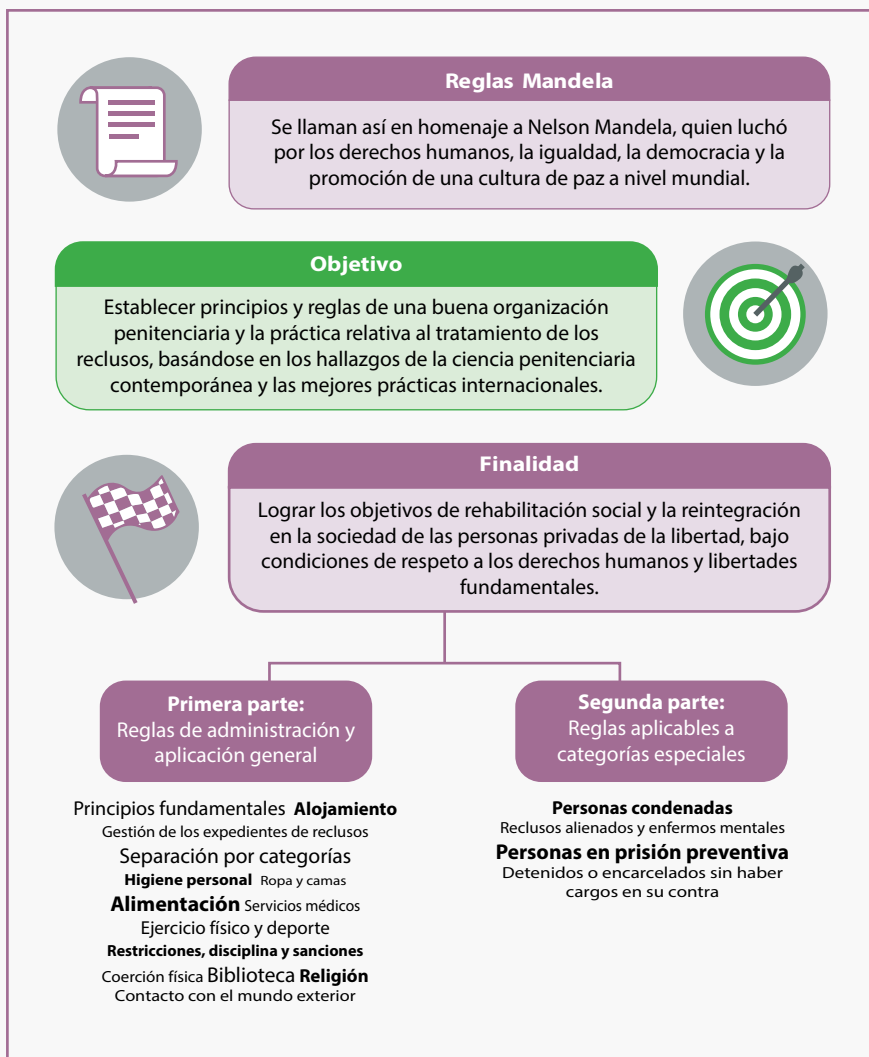 Reglas Mandela
Se llaman así en homenaje a Nelson Mandela, quien luchó
por los derechos humanos, la igualdad, la democracia y la
promoción de una cultura de paz a nivel mundial.
Objetivo
Establecer principios y reglas de una buena organización
penitenciaria y la práctica relativa al tratamiento de los
reclusos, basándose en los hallazgos de la ciencia penitenciaria
contemporánea y las mejores prácticas internacionales.
Finalidad
Lograr los objetivos de rehabilitación social y la reintegración
en la sociedad de las personas privadas de la libertad, bajo
condiciones de respeto a los derechos humanos y libertades
fundamentales.
Primera parte:
Reglas de administración y
aplicación general
Principios fundamentales Alojamiento
Gestión de los expedientes de reclusos
Separación por categorías
Higiene personal Ropa y camas
Alimentación Servicios médicos
Ejercicio físico y deporte
Restricciones, disciplina y sanciones
Coerción física Biblioteca Religión
Contacto con el mundo exterior
Segunda parte:
Reglas aplicables a
categorías especiales
Personas condenadas
Reclusos alienados y enfermos mentales
Personas en prisión preventiva
Detenidos o encarcelados sin haber
cargos en su contra